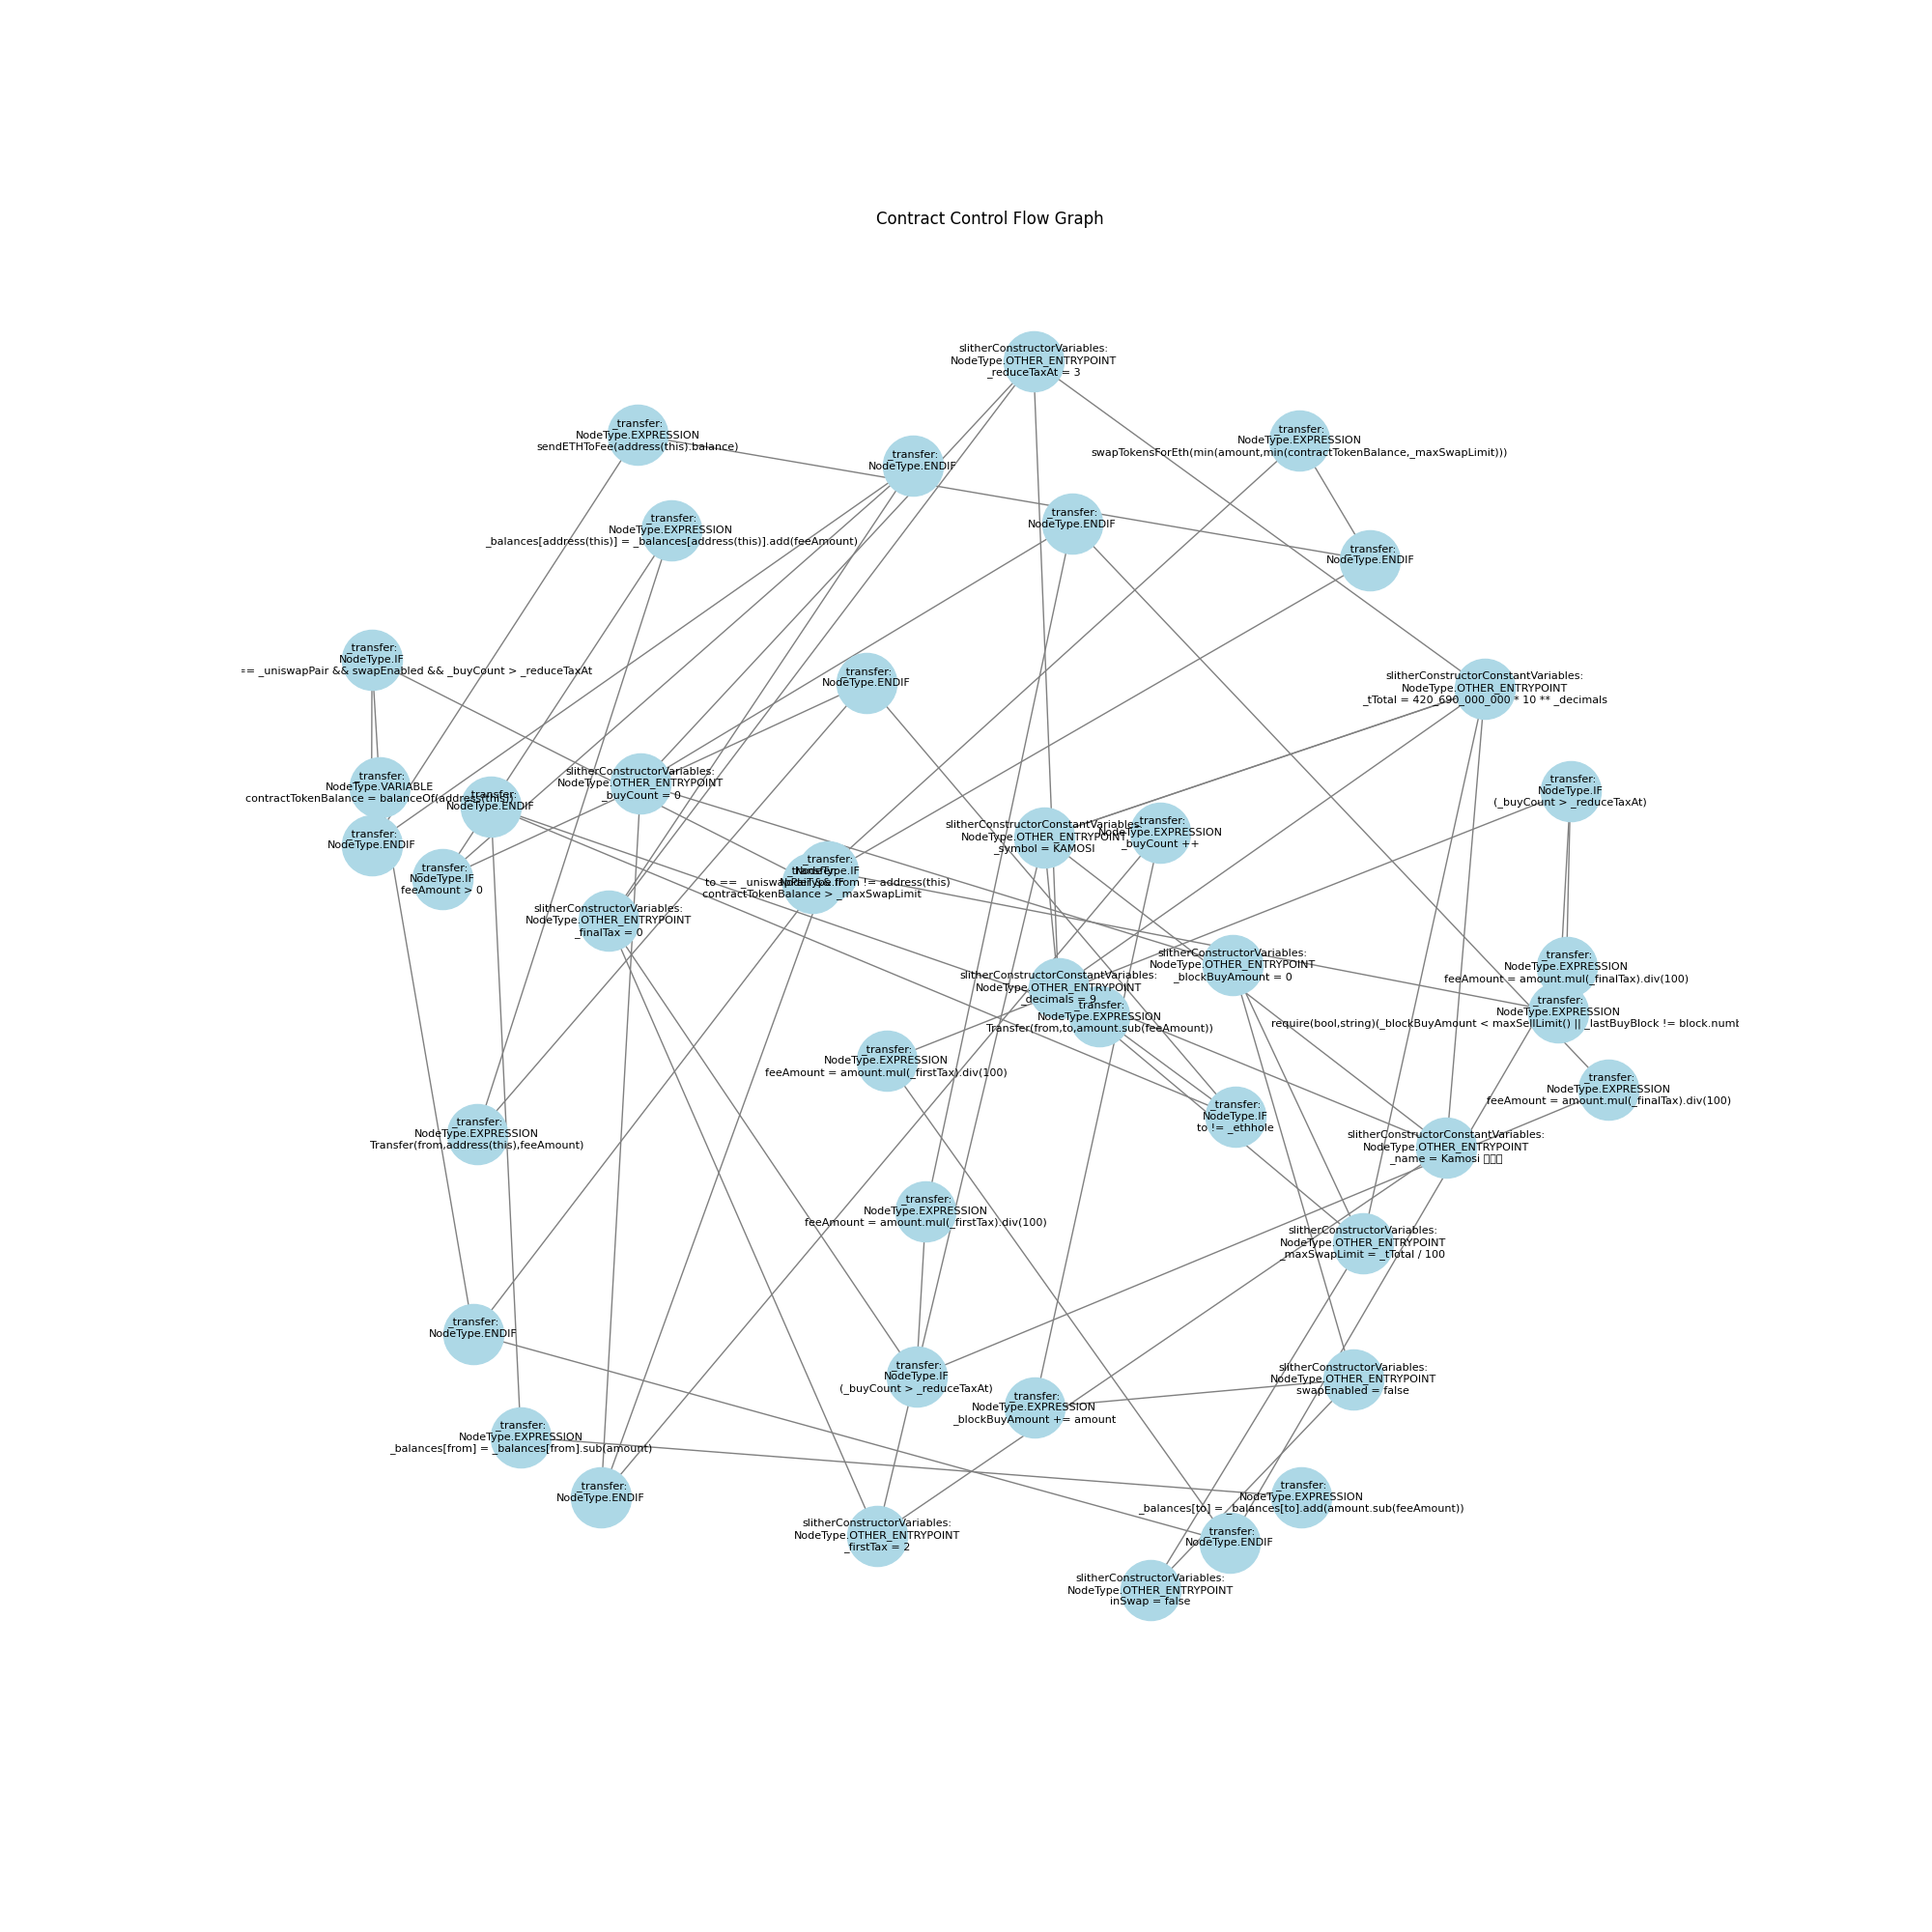 Contract Control Flow Graph
slitherConstructorVariables:
NodeType.OTHER_ENTRYPOINT
_reduceTaxAt = 3
_transfer:
NodeType.EXPRESSION
sendETHToFee(address(this).balance)
_transfer:
NodeType.EXPRESSION
swapTokensForEth(min(amount,min(contractTokenBalance,_maxSwapLimit)))
_transfer:
NodeType.ENDIF
_transfer:
NodeType.ENDIF
_transfer:
NodeType.EXPRESSION
_balances[address(this)] = _balances[address(this)].add(feeAmount)
_transfer:
NodeType.ENDIF
_transfer:
NodeType.IF
== _uniswapPair && swapEnabled && _buyCount > _reduceTaxAt
_transfer:
NodeType.ENDIF
slitherConstructorConstantVariables:
NodeType.OTHER_ENTRYPOINT
_tTotal = 420_690_000_000 * 10 ** _decimals
_transfer:
NodeType.VARIABLE
contractTokenBalance = balanceOf(address(this))
_transfer:
NodeType.ENDIF
slitherConstructorVariables:
NodeType.OTHER_ENTRYPOINT
_buyCount = 0
_transfer:
NodeType.IF
(_buyCount > _reduceTaxAt)
_transfer:
NodeType.ENDIF
slitherConstructorConstantVariables:
NodeType.OTHER_ENTRYPOINT
_symbol = KAMOSI
_transfer:
NodeType.EXPRESSION
_buyCount ++
_transfer:
NodeType.IF
feeAmount > 0
_transfer:
NodeType.IF
to == _uniswapPair && from != address(this)
_transfer:
NodeType.IF
contractTokenBalance > _maxSwapLimit
slitherConstructorVariables:
NodeType.OTHER_ENTRYPOINT
_finalTax = 0
slitherConstructorVariables:
NodeType.OTHER_ENTRYPOINT
_blockBuyAmount = 0
_transfer:
NodeType.EXPRESSION
feeAmount = amount.mul(_finalTax).div(100)
slitherConstructorConstantVariables:
NodeType.OTHER_ENTRYPOINT
_decimals = 9
_transfer:
NodeType.EXPRESSION
Transfer(from,to,amount.sub(feeAmount))
_transfer:
NodeType.EXPRESSION
require(bool,string)(_blockBuyAmount < maxSellLimit() || _lastBuyBlock != block.numb
_transfer:
NodeType.EXPRESSION
feeAmount = amount.mul(_firstTax).div(100)
_transfer:
NodeType.EXPRESSION
feeAmount = amount.mul(_finalTax).div(100)
_transfer:
NodeType.IF
to != _ethhole
_transfer:
NodeType.EXPRESSION
Transfer(from,address(this),feeAmount)
slitherConstructorConstantVariables:
NodeType.OTHER_ENTRYPOINT
_name = Kamosi
_transfer:
NodeType.EXPRESSION
feeAmount = amount.mul(_firstTax).div(100)
slitherConstructorVariables:
NodeType.OTHER_ENTRYPOINT
_maxSwapLimit = _tTotal / 100
_transfer:
NodeType.ENDIF
_transfer:
NodeType.IF
(_buyCount > _reduceTaxAt)
slitherConstructorVariables:
NodeType.OTHER_ENTRYPOINT
swapEnabled = false
_transfer:
NodeType.EXPRESSION
_blockBuyAmount += amount
_transfer:
NodeType.EXPRESSION
_balances[from] = _balances[from].sub(amount)
_transfer:
NodeType.ENDIF
_transfer:
NodeType.EXPRESSION
_balances[to] = _balances[to].add(amount.sub(feeAmount))
slitherConstructorVariables:
NodeType.OTHER_ENTRYPOINT
_firstTax = 2
_transfer:
NodeType.ENDIF
slitherConstructorVariables:
NodeType.OTHER_ENTRYPOINT
inSwap = false